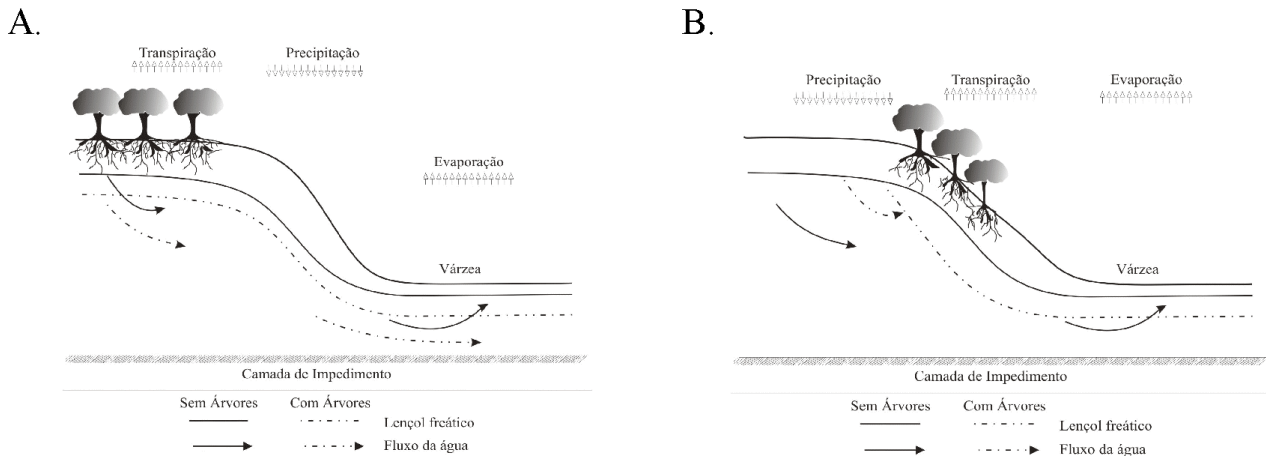 A.
Transpiração
Precipitação
Evaporação
Várzea
Camada de Impedimento
Sem Árvores
Com Árvores
Lençol freático
Fluxo da água
B.
Precipitação
Transpiração
Evaporação
Várzea
Camada de Impedimento
Sem Árvores
Com Árvores
Lençol freático
Fluxo da água